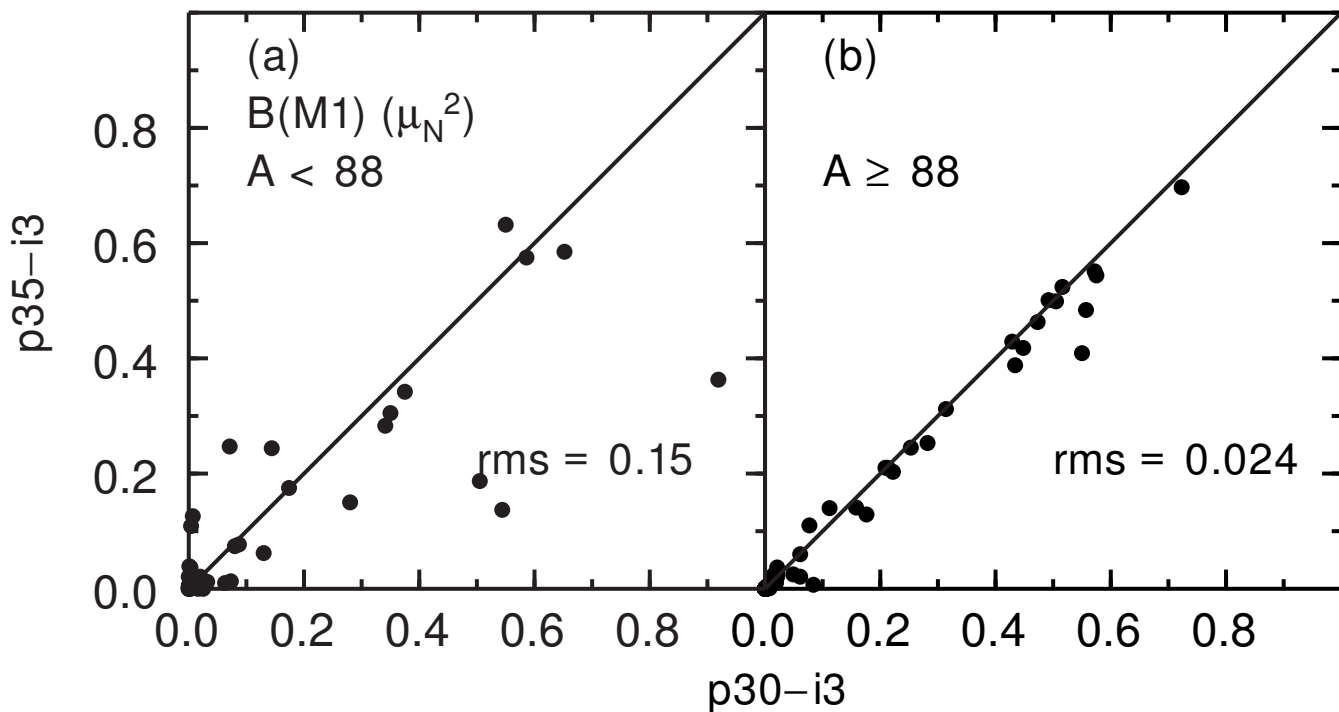 (a)
B(M1) (μN²)
A < 88
rms = 0.15
(b)
A ≥ 88
rms = 0.024
p35−i3
0.8
0.6
0.4
0.2
0.0
0.0 0.2 0.4 0.6 0.8 0.0 0.2 0.4 0.6 0.8
p30−i3